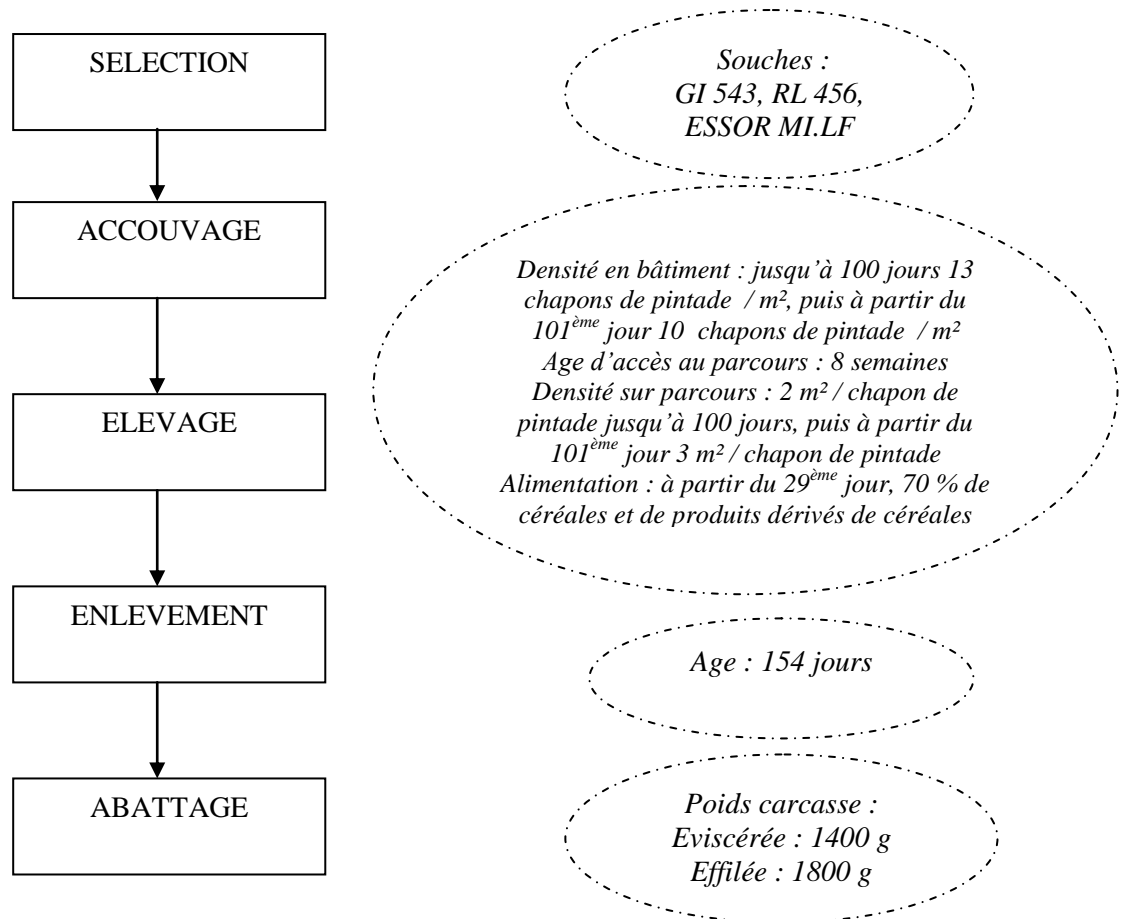 SELECTION
Souches :
GI 543, RL 456,
ESSOR MI.LF
ACCOUVAGE
Densité en bâtiment : jusqu’à 100 jours 13
chapons de pintade / m², puis à partir du
101ème jour 10 chapons de pintade / m²
Age d’accès au parcours : 8 semaines
Densité sur parcours : 2 m² / chapon de
pintade jusqu’à 100 jours, puis à partir du
101ème jour 3 m² / chapon de pintade
Alimentation : à partir du 29ème jour, 70 % de
céréales et de produits dérivés de céréales
ELEVAGE
ENLEVEMENT
Age : 154 jours
ABATTAGE
Poids carcasse :
Eviscérée : 1400 g
Effilée : 1800 g